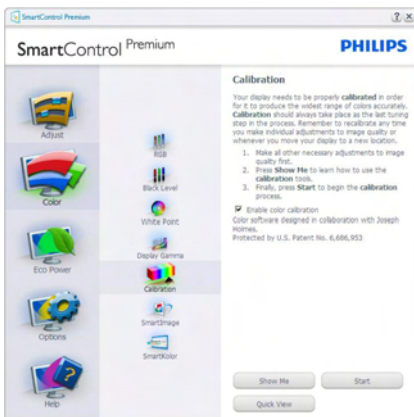 SmartControl Premium
SmartControl Premium
PHILIPS
Adjust
Color
Eco Power
Options
Help
RGB
Black Level
White Point
Display Gamma
Calibration
SmartImage
SmartKolor
Calibration
Your display needs to be properly calibrated in order
for it to produce the widest range of colors accurately.
Calibration should always take place as the last tuning
step in the process. Remember to recalibrate any time
you make individual adjustments to image quality or
whenever you move your display to a new location.
1. Make all other necessary adjustments to image
quality first.
2. Press Show Me to learn how to use the
calibration tools.
3. Finally, press Start to begin the calibration
process.
Enable color calibration
Color software designed in collaboration with Joseph
Holmes.
Protected by U.S. Patent No. 6,686,953
Show Me
Start
Quick View